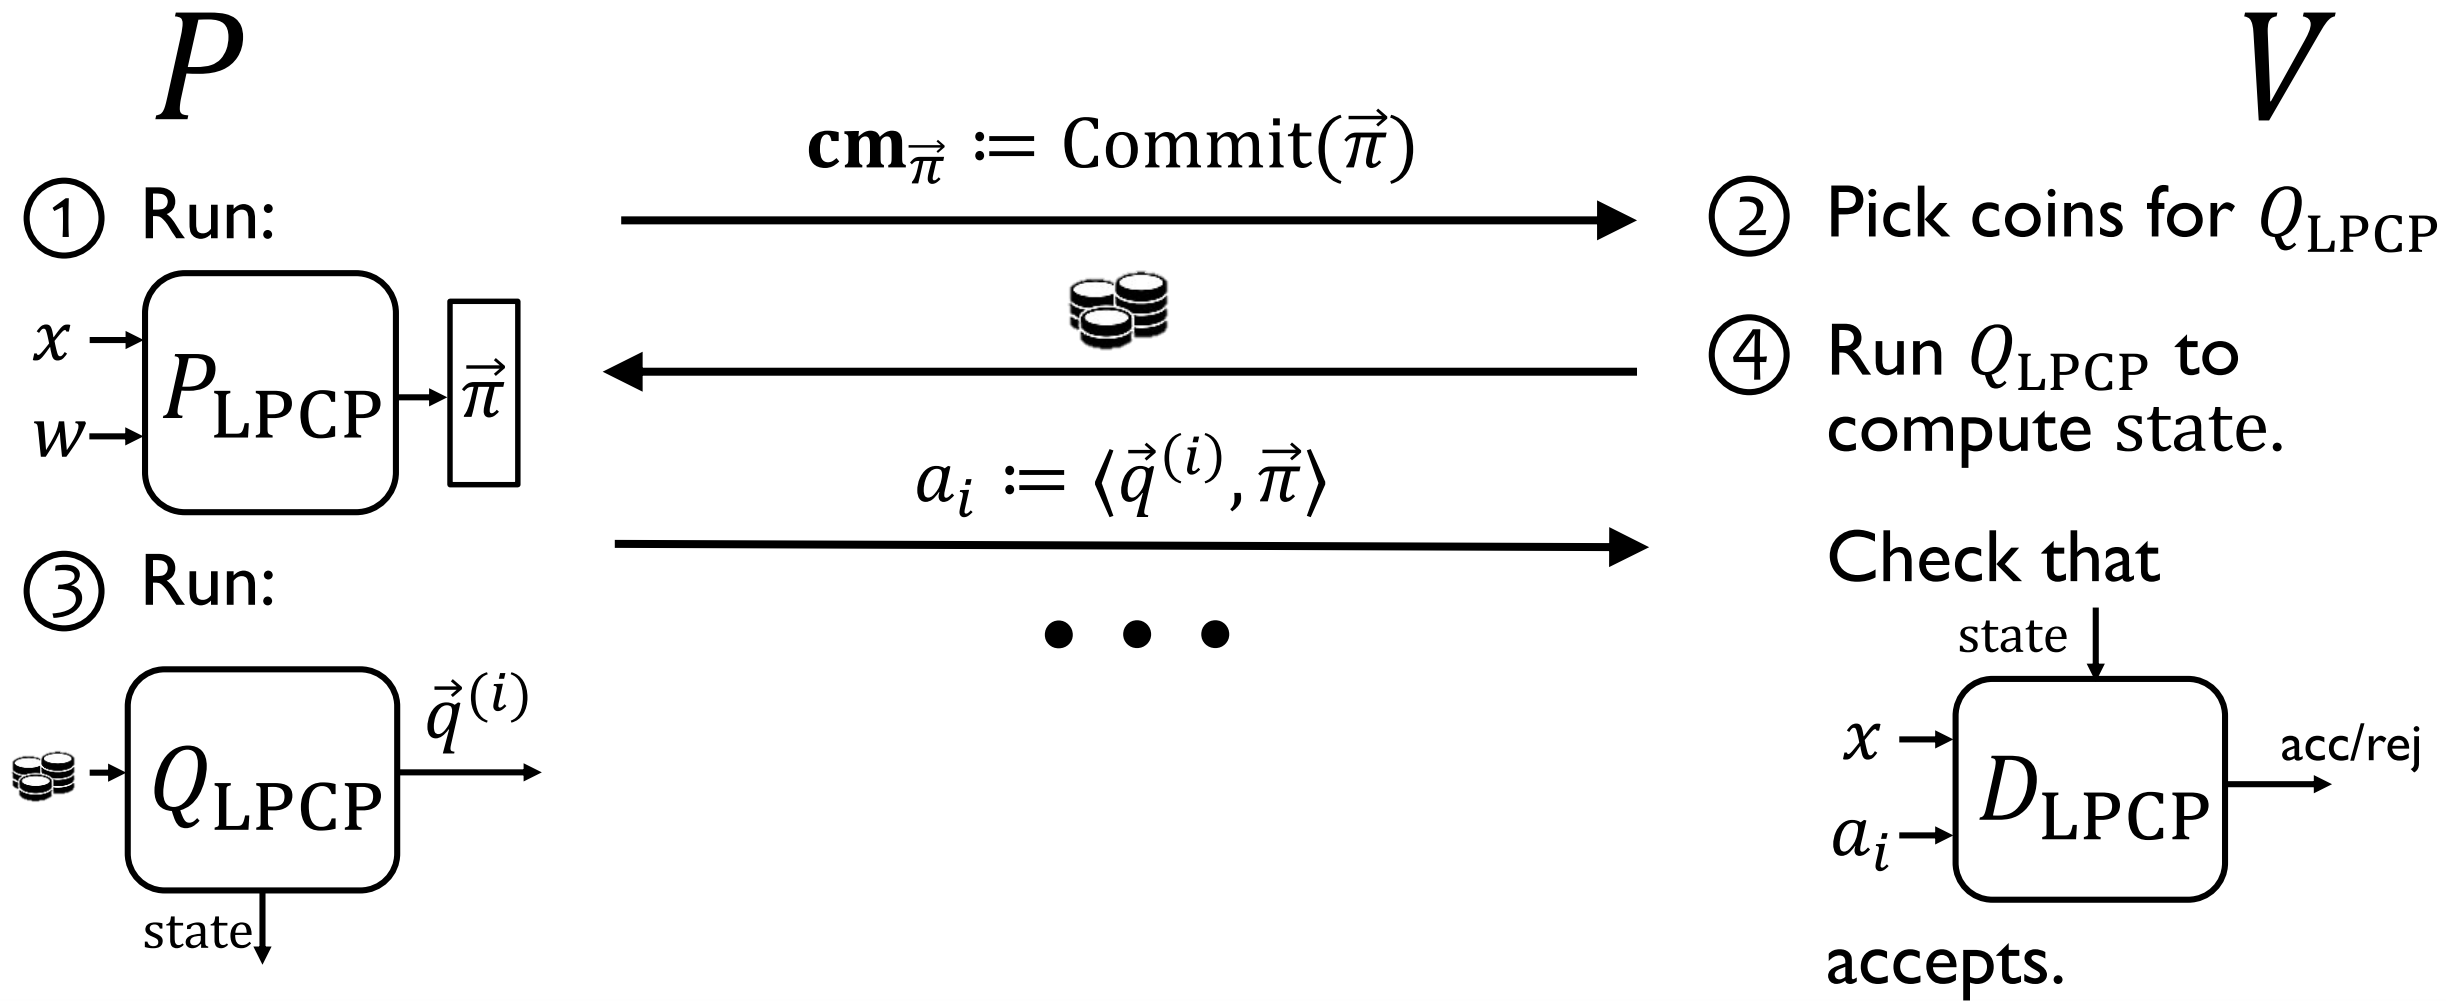 P
V
𝐜𝐦_π⃗ := Commit(π⃗)
① Run:
② Pick coins for Q_LPCP
x
w
P_LPCP
π⃗
④ Run Q_LPCP to
compute state.
a_i := ⟨q⃗^(i), π⃗⟩
③ Run:
Check that
• • •
state
q⃗^(i)
Q_LPCP
state
x
a_i
D_LPCP
acc/rej
accepts.